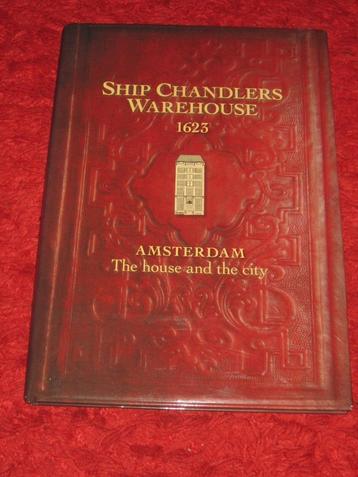 SHIP CHANDLERS
WAREHOUSE
1623
AMSTERDAM
The house and the city